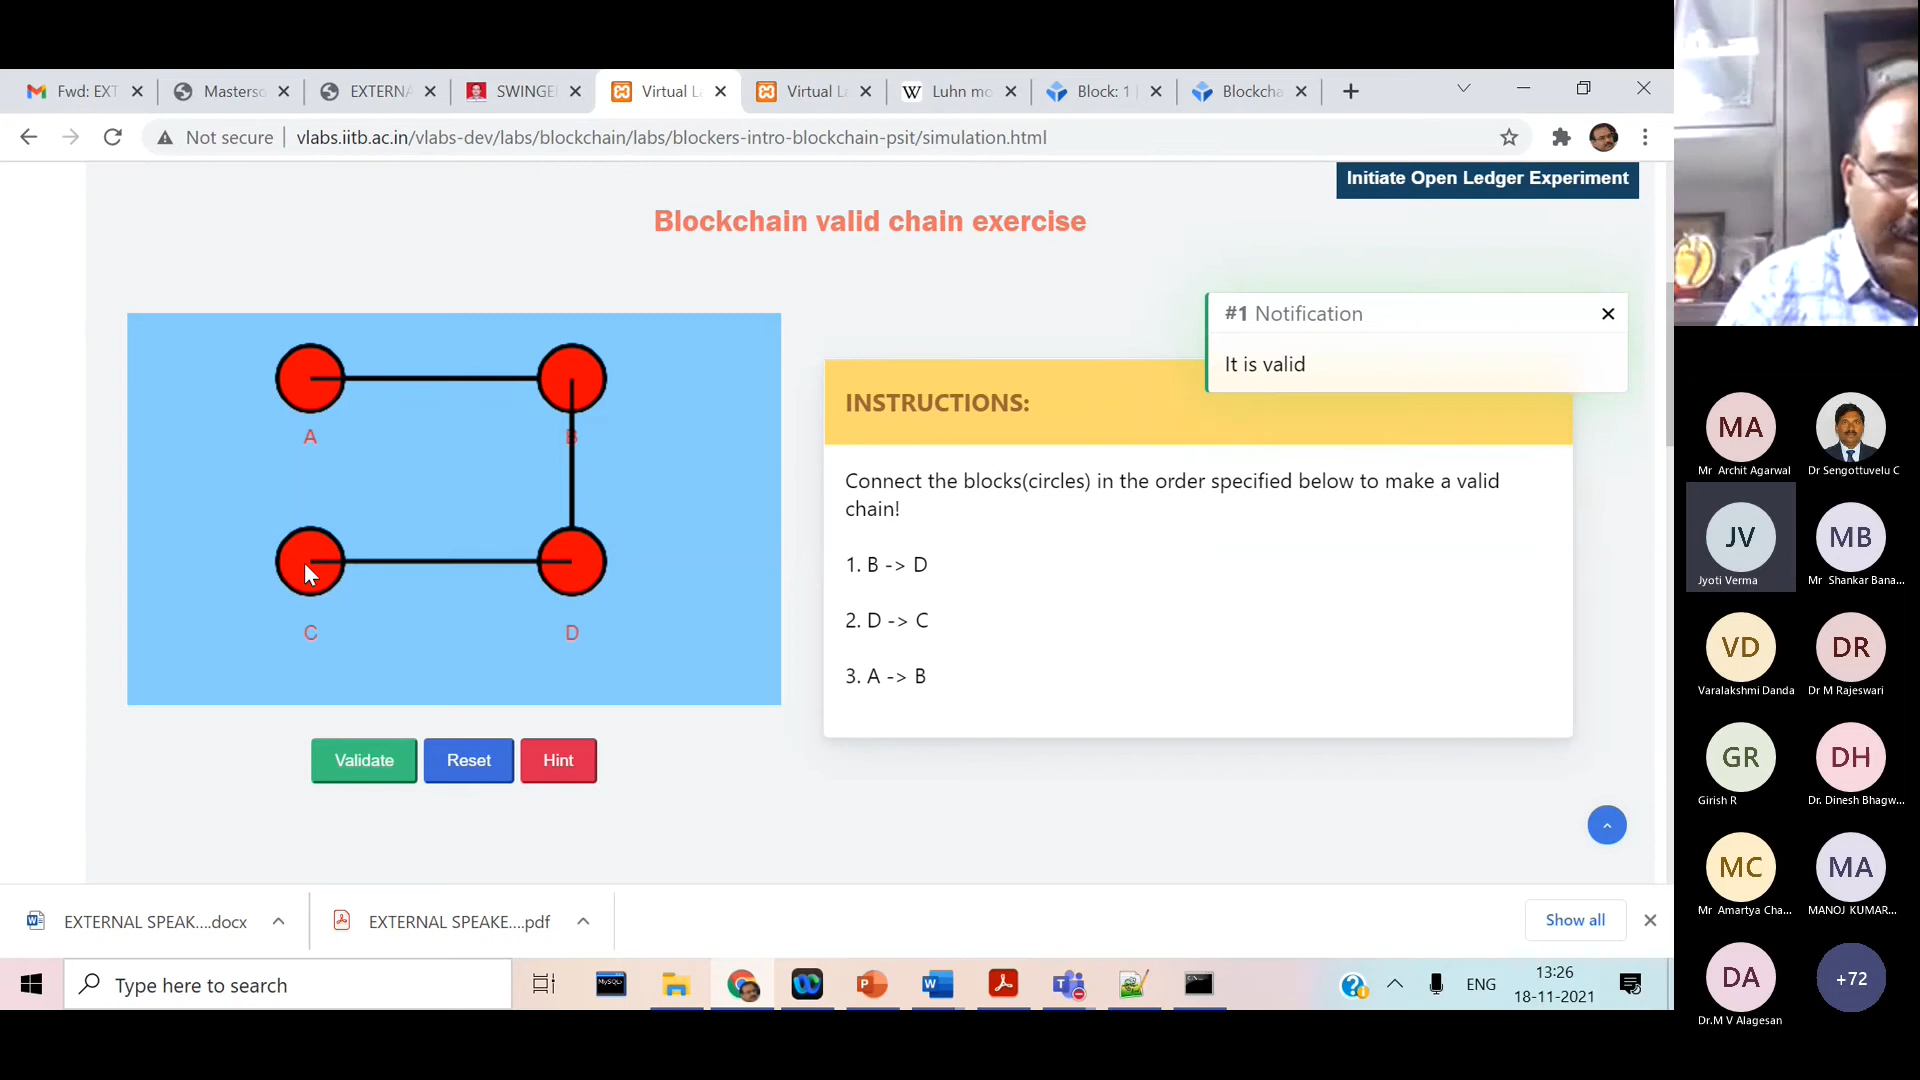 Fwd: EXT
Masterso
EXTERNA
SWINGE
Virtual La
Virtual La
Luhn mo
Block: 1
Blockcha
Not secure
vlabs.iitb.ac.in/vlabs-dev/labs/blockchain/labs/blockers-intro-blockchain-psit/simulation.html
Initiate Open Ledger Experiment
Blockchain valid chain exercise
#1 Notification
It is valid
A
B
C
D
INSTRUCTIONS:
Connect the blocks(circles) in the order specified below to make a valid
chain!
1. B -> D
2. D -> C
3. A -> B
Validate
Reset
Hint
EXTERNAL SPEAK....docx
EXTERNAL SPEAKE....pdf
Show all
Type here to search
MySQL
ENG
13:26
18-11-2021
MA
Mr Archit Agarwal
Dr Sengottuvelu C
JV
Jyoti Verma
MB
Mr Shankar Bana...
VD
Varalakshmi Danda
DR
Dr M Rajeswari
GR
Girish R
DH
Dr. Dinesh Bhagw...
MC
Mr Amartya Cha...
MA
MANOJ KUMAR...
DA
Dr.M V Alagesan
+72